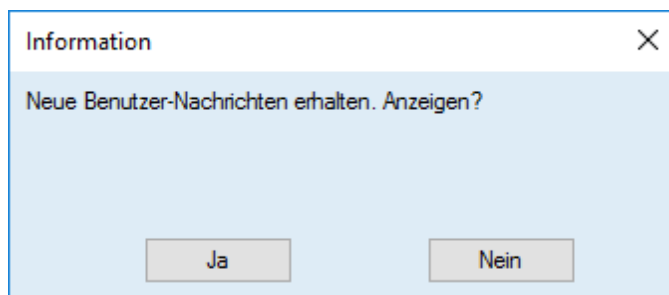 Information
Neue Benutzer-Nachrichten erhalten. Anzeigen?
Ja
Nein